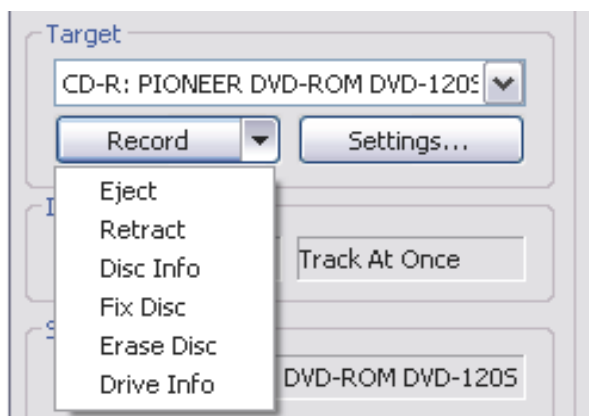 Target
CD-R: PIONEER DVD-ROM DVD-120S
Record
Settings...
Eject
Retract
Disc Info
Track At Once
Fix Disc
Erase Disc
Drive Info
DVD-ROM DVD-120S